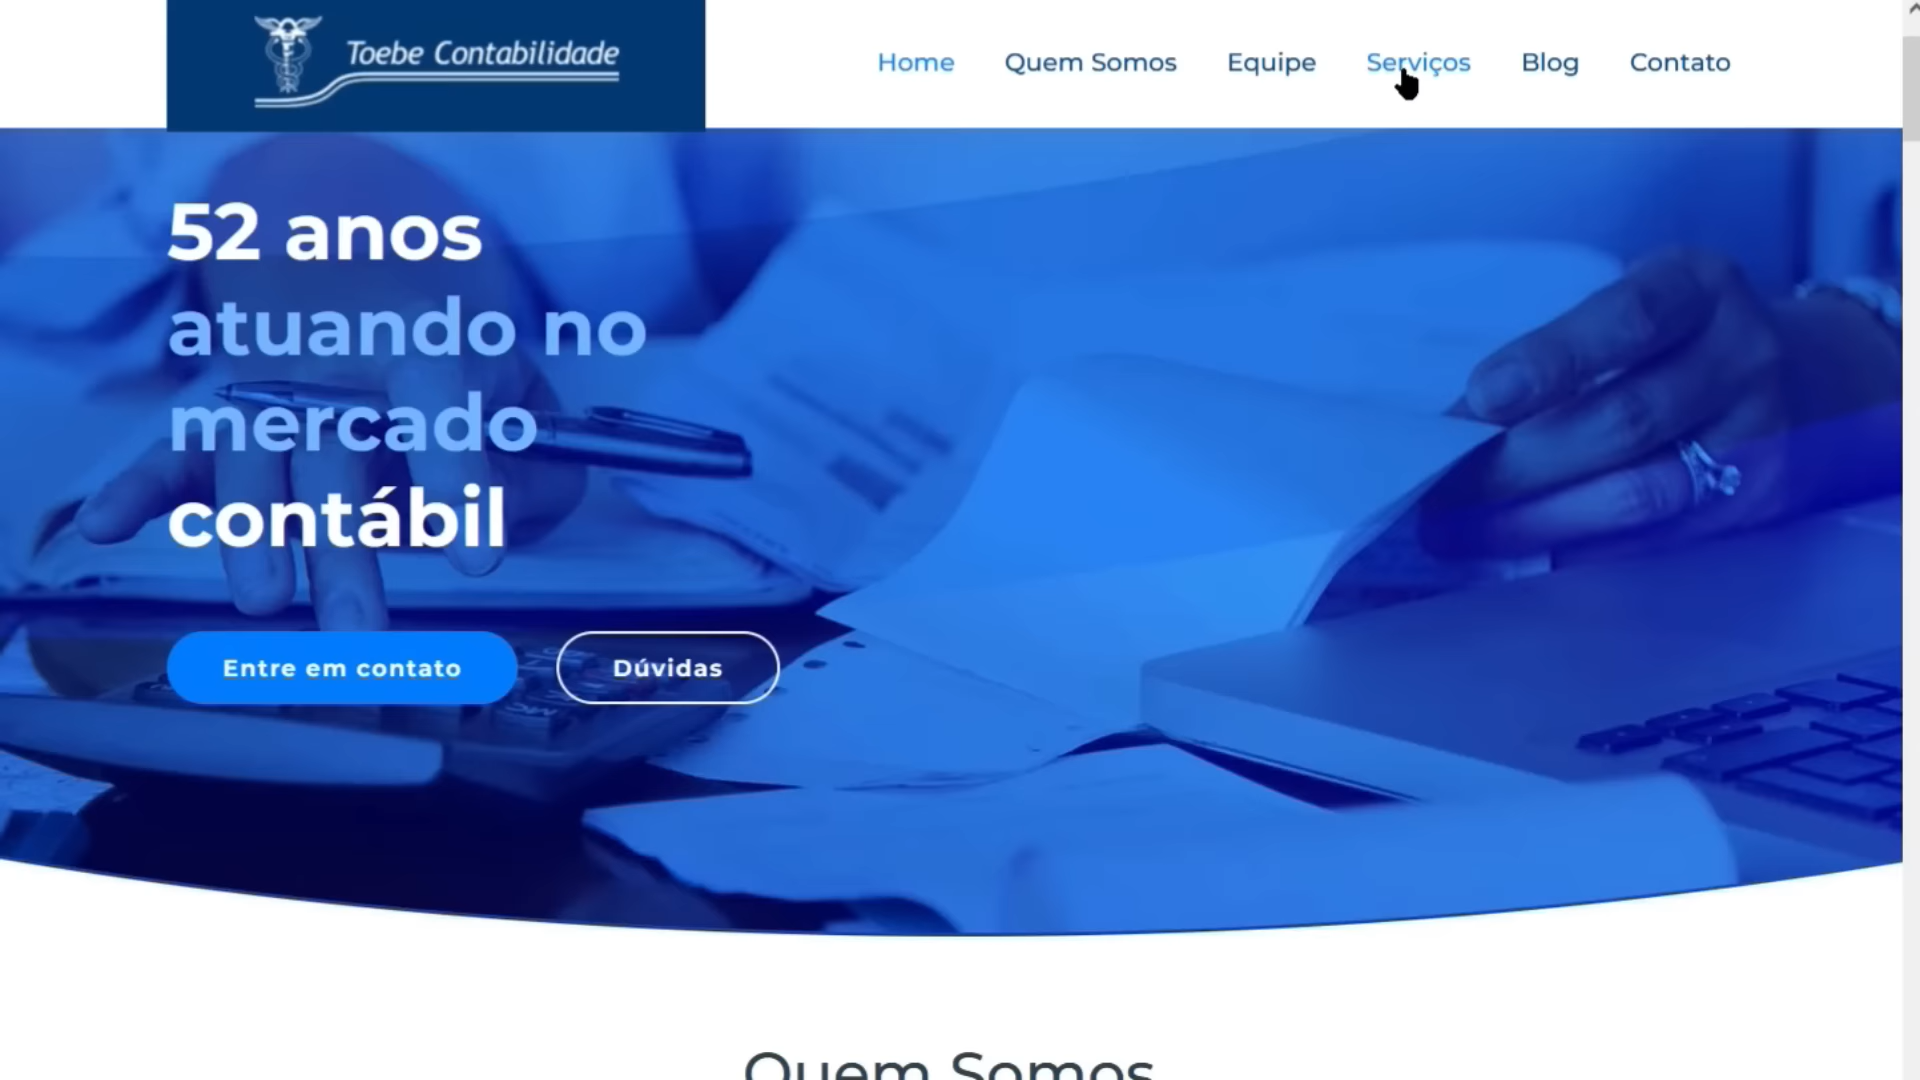 Toebe Contabilidade
Home Quem Somos Equipe Serviços Blog Contato
52 anos
atuando no
mercado
contábil
Entre em contato Dúvidas
Quem Somos